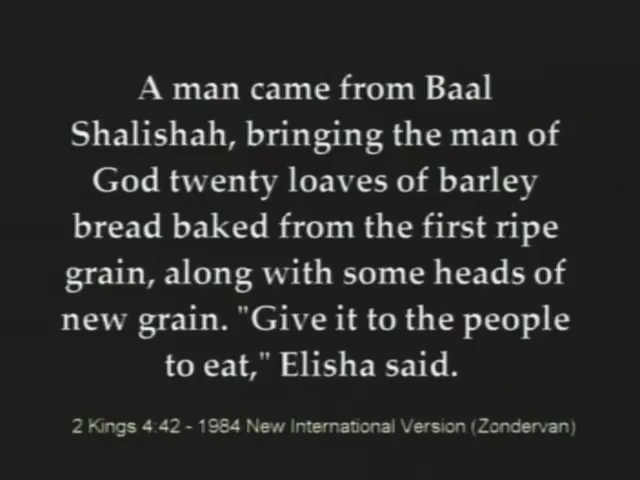 A man came from Baal
Shalishah, bringing the man of
God twenty loaves of barley
bread baked from the first ripe
grain, along with some heads of
new grain. "Give it to the people
to eat," Elisha said.
2 Kings 4:42 - 1984 New International Version (Zondervan)